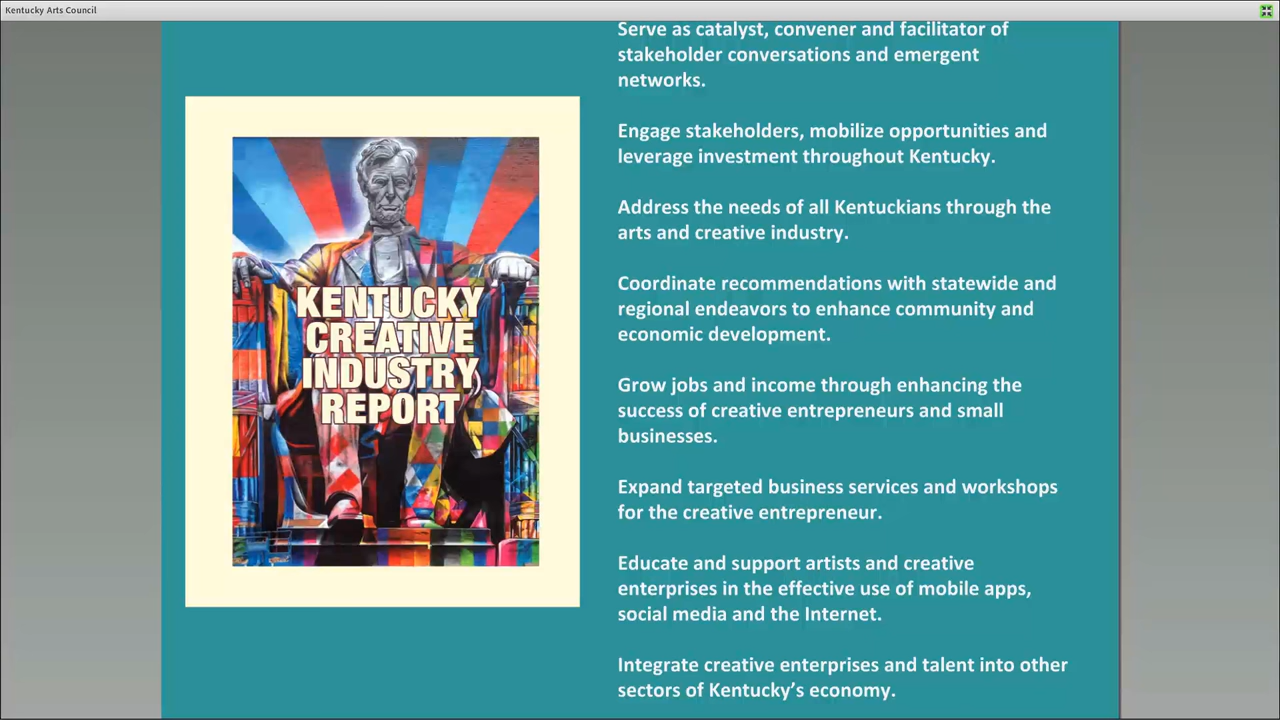 Kentucky Arts Council
Serve as catalyst, convener and facilitator of
stakeholder conversations and emergent
networks.
Engage stakeholders, mobilize opportunities and
leverage investment throughout Kentucky.
Address the needs of all Kentuckians through the
arts and creative industry.
Coordinate recommendations with statewide and
regional endeavors to enhance community and
economic development.
Grow jobs and income through enhancing the
success of creative entrepreneurs and small
businesses.
Expand targeted business services and workshops
for the creative entrepreneur.
Educate and support artists and creative
enterprises in the effective use of mobile apps,
social media and the Internet.
Integrate creative enterprises and talent into other
sectors of Kentucky’s economy.
KENTUCKY
CREATIVE
INDUSTRY
REPORT